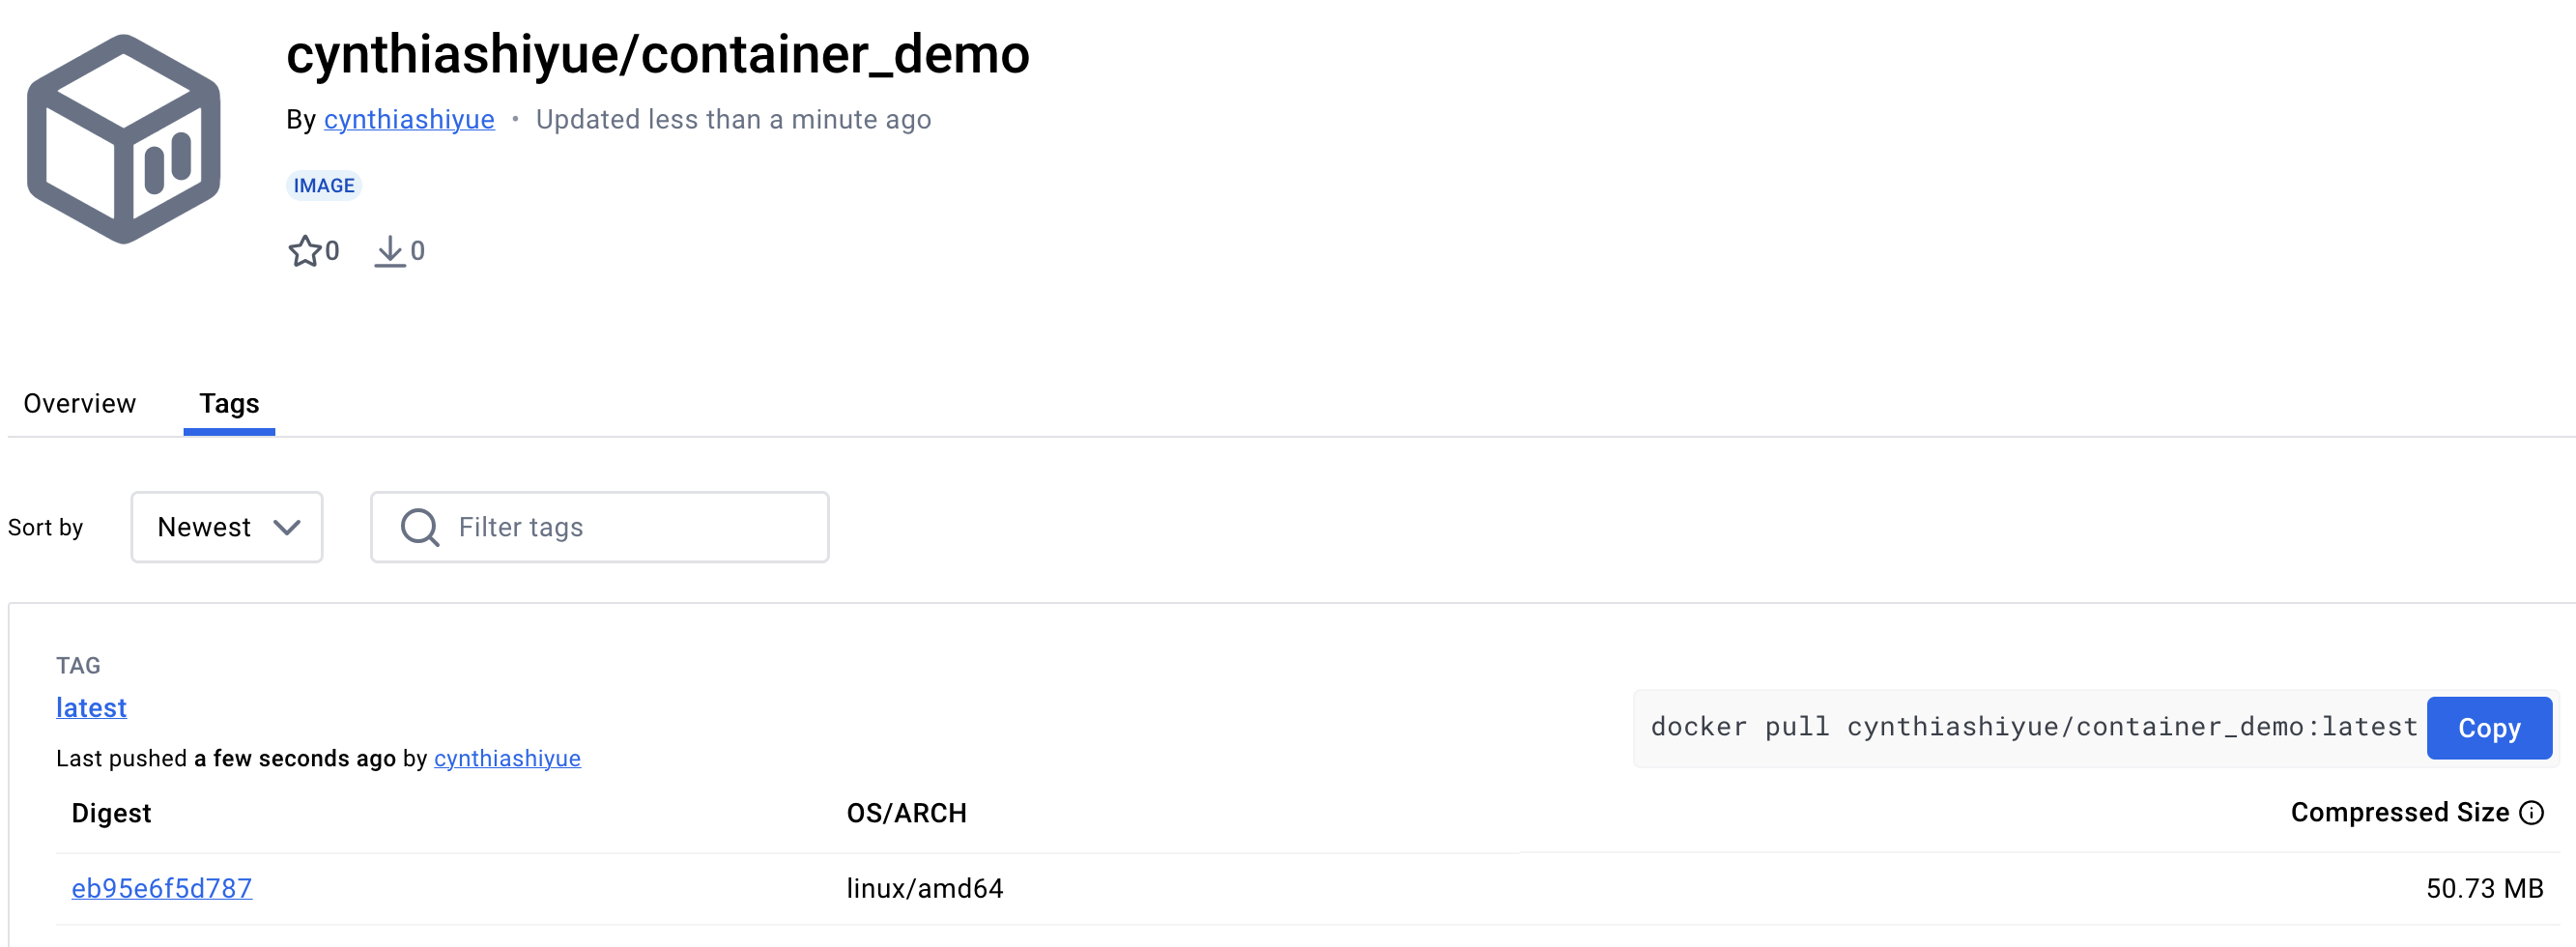 cynthiashiyue/container_demo
By cynthiashiyue • Updated less than a minute ago
IMAGE
0 0
Overview Tags
Sort by Newest Filter tags
TAG
latest
docker pull cynthiashiyue/container_demo:latest Copy
Last pushed a few seconds ago by cynthiashiyue
Digest OS/ARCH Compressed Size
eb95e6f5d787 linux/amd64 50.73 MB